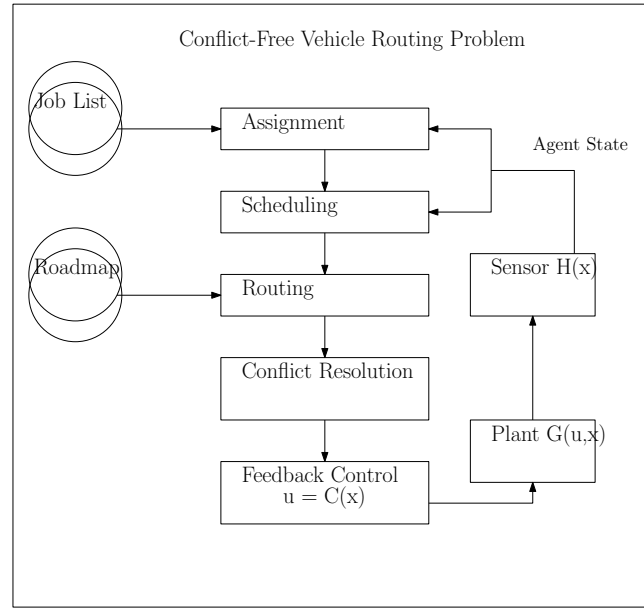 Conflict-Free Vehicle Routing Problem
Job List
Assignment
Agent State
Scheduling
Roadmap
Sensor H(x)
Routing
Conflict Resolution
Plant G(u,x)
Feedback Control
u = C(x)